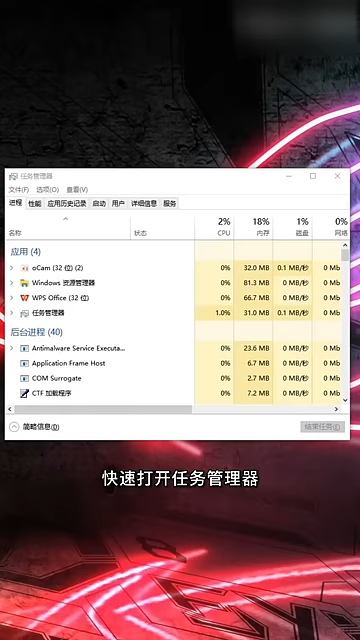 任务管理器
文件(F) 选项(O) 查看(V)
进程 性能 应用历史记录 启动 用户 详细信息 服务
2% 18% 1% 0%
名称 状态 CPU 内存 磁盘 网络
应用 (4)
oCam (32 位) (2) 0% 32.0 MB 0.1 MB/秒 0 Mb
Windows 资源管理器 0% 81.3 MB 0 MB/秒 0 Mb
WPS Office (32 位) 0% 66.7 MB 0 MB/秒 0 Mb
任务管理器 1.0% 31.0 MB 0.1 MB/秒 0 Mb
后台进程 (40)
Antimalware Service Executa... 0% 23.6 MB 0 MB/秒 0 Mb
Application Frame Host 0% 6.7 MB 0 MB/秒 0 Mb
COM Surrogate 0% 2.7 MB 0 MB/秒 0 Mb
CTF 加载程序 0% 7.2 MB 0 MB/秒 0 Mb
简略信息(D) 结束任务(E)
快速打开任务管理器